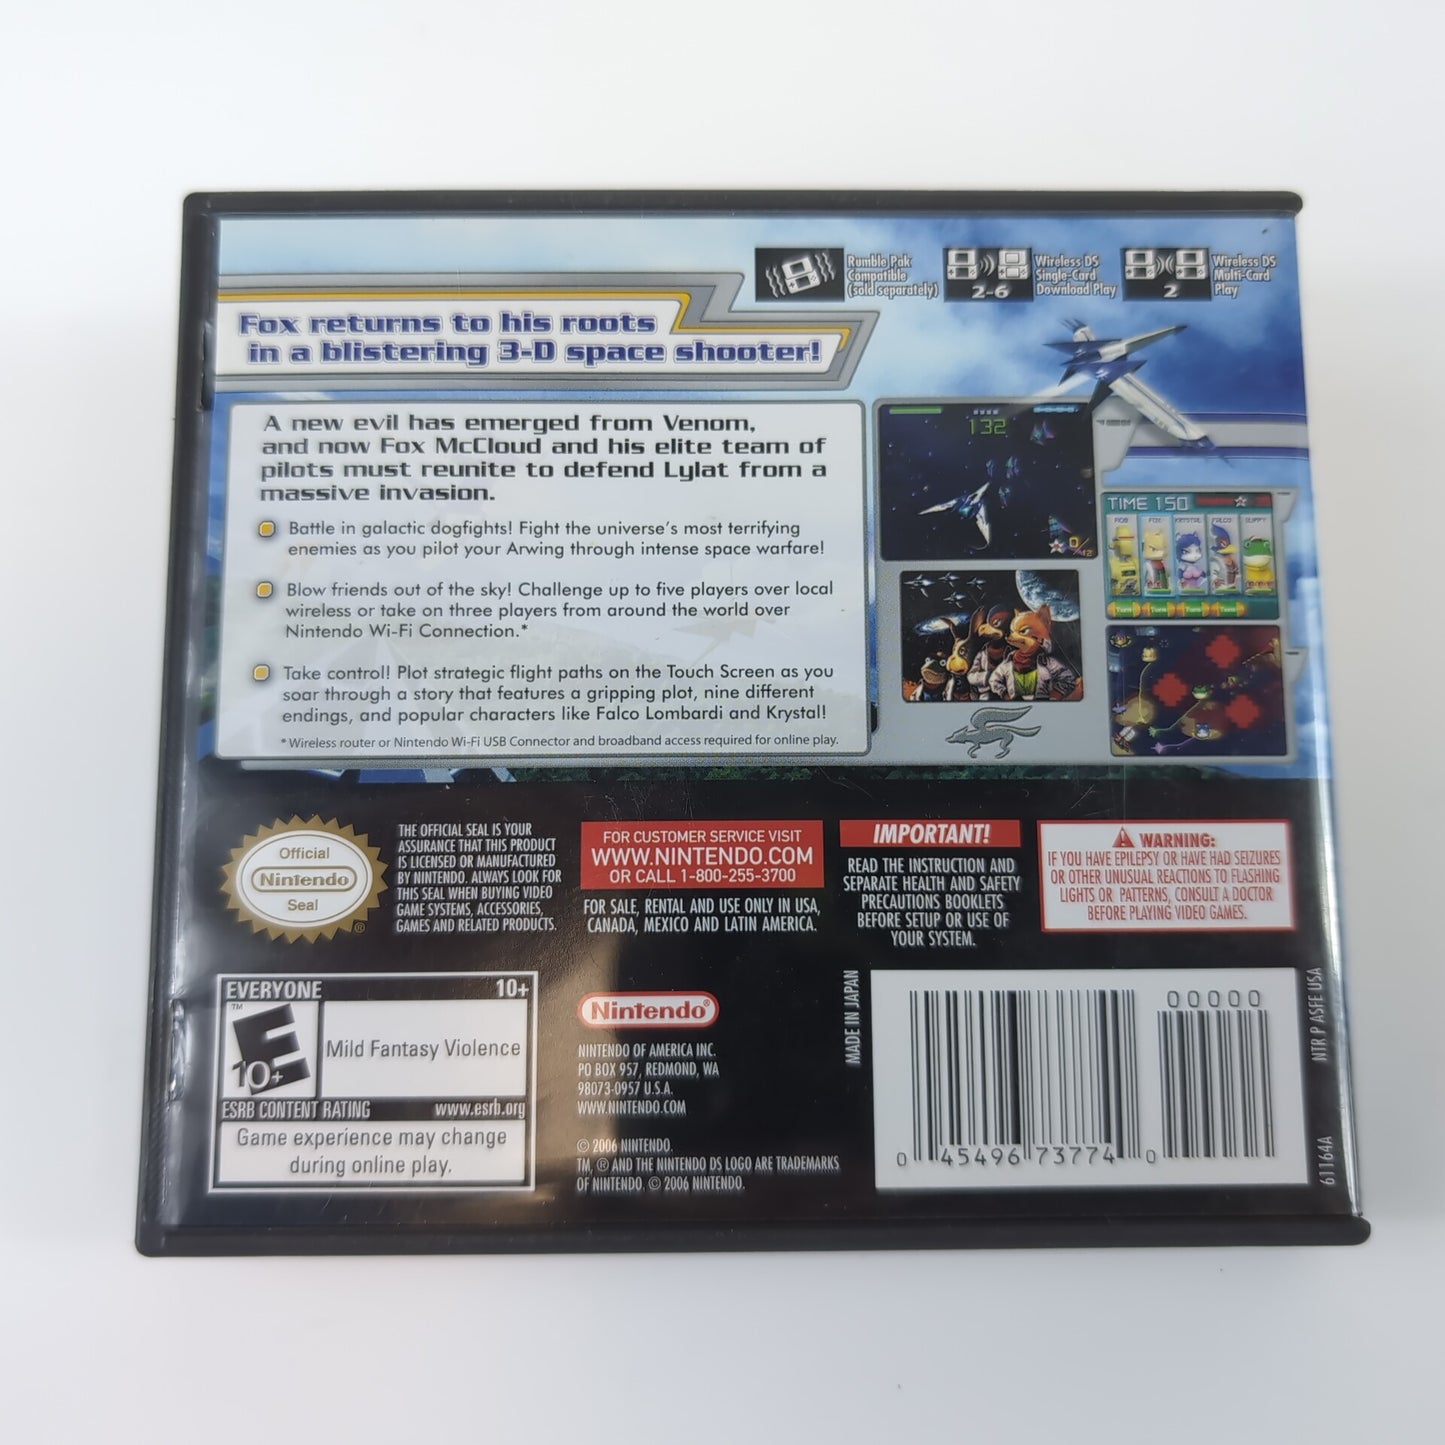 Rumble Pak
Compatible
(sold separately)
2-6
Wireless DS
Single-Card
Download Play
2
Wireless DS
Multi-Card
Play
Fox returns to his roots
in a blistering 3-D space shooter!
A new evil has emerged from Venom,
and now Fox McCloud and his elite team of
pilots must reunite to defend Lylat from a
massive invasion.
Battle in galactic dogfights! Fight the universe's most terrifying
enemies as you pilot your Arwing through intense space warfare!
Blow friends out of the sky! Challenge up to five players over local
wireless or take on three players from around the world over
Nintendo Wi-Fi Connection.*
Take control! Plot strategic flight paths on the Touch Screen as you
soar through a story that features a gripping plot, nine different
endings, and popular characters like Falco Lombardi and Krystal!
*Wireless router or Nintendo Wi-Fi USB Connector and broadband access required for online play.
132
0/12
TIME 150
ROB FOX KRYSTAL FALCO SLIPPY
Turn Turn Turn Turn
Official
Nintendo
Seal
®
THE OFFICIAL SEAL IS YOUR
ASSURANCE THAT THIS PRODUCT
IS LICENSED OR MANUFACTURED
BY NINTENDO. ALWAYS LOOK FOR
THIS SEAL WHEN BUYING VIDEO
GAME SYSTEMS, ACCESSORIES,
GAMES AND RELATED PRODUCTS.
FOR CUSTOMER SERVICE VISIT
WWW.NINTENDO.COM
OR CALL 1-800-255-3700
FOR SALE, RENTAL AND USE ONLY IN USA,
CANADA, MEXICO AND LATIN AMERICA.
IMPORTANT!
READ THE INSTRUCTION AND
SEPARATE HEALTH AND SAFETY
PRECAUTIONS BOOKLETS
BEFORE SETUP OR USE OF
YOUR SYSTEM.
WARNING:
IF YOU HAVE EPILEPSY OR HAVE HAD SEIZURES
OR OTHER UNUSUAL REACTIONS TO FLASHING
LIGHTS OR PATTERNS, CONSULT A DOCTOR
BEFORE PLAYING VIDEO GAMES.
EVERYONE 10+
™
E
10+
Mild Fantasy Violence
ESRB CONTENT RATING www.esrb.org
Game experience may change
during online play.
Nintendo®
NINTENDO OF AMERICA INC.
PO BOX 957, REDMOND, WA
98073-0957 U.S.A.
WWW.NINTENDO.COM
© 2006 NINTENDO.
TM, ® AND THE NINTENDO DS LOGO ARE TRADEMARKS
OF NINTENDO. © 2006 NINTENDO.
MADE IN JAPAN
00000
0 45496 73774 0
NTR P ASFE USA
61164A